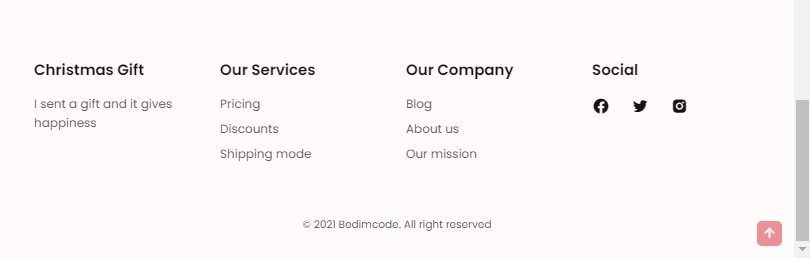 Christmas Gift
I sent a gift and it gives
happiness
Our Services
Pricing
Discounts
Shipping mode
Our Company
Blog
About us
Our mission
Social
© 2021 Bedimcode. All right reserved